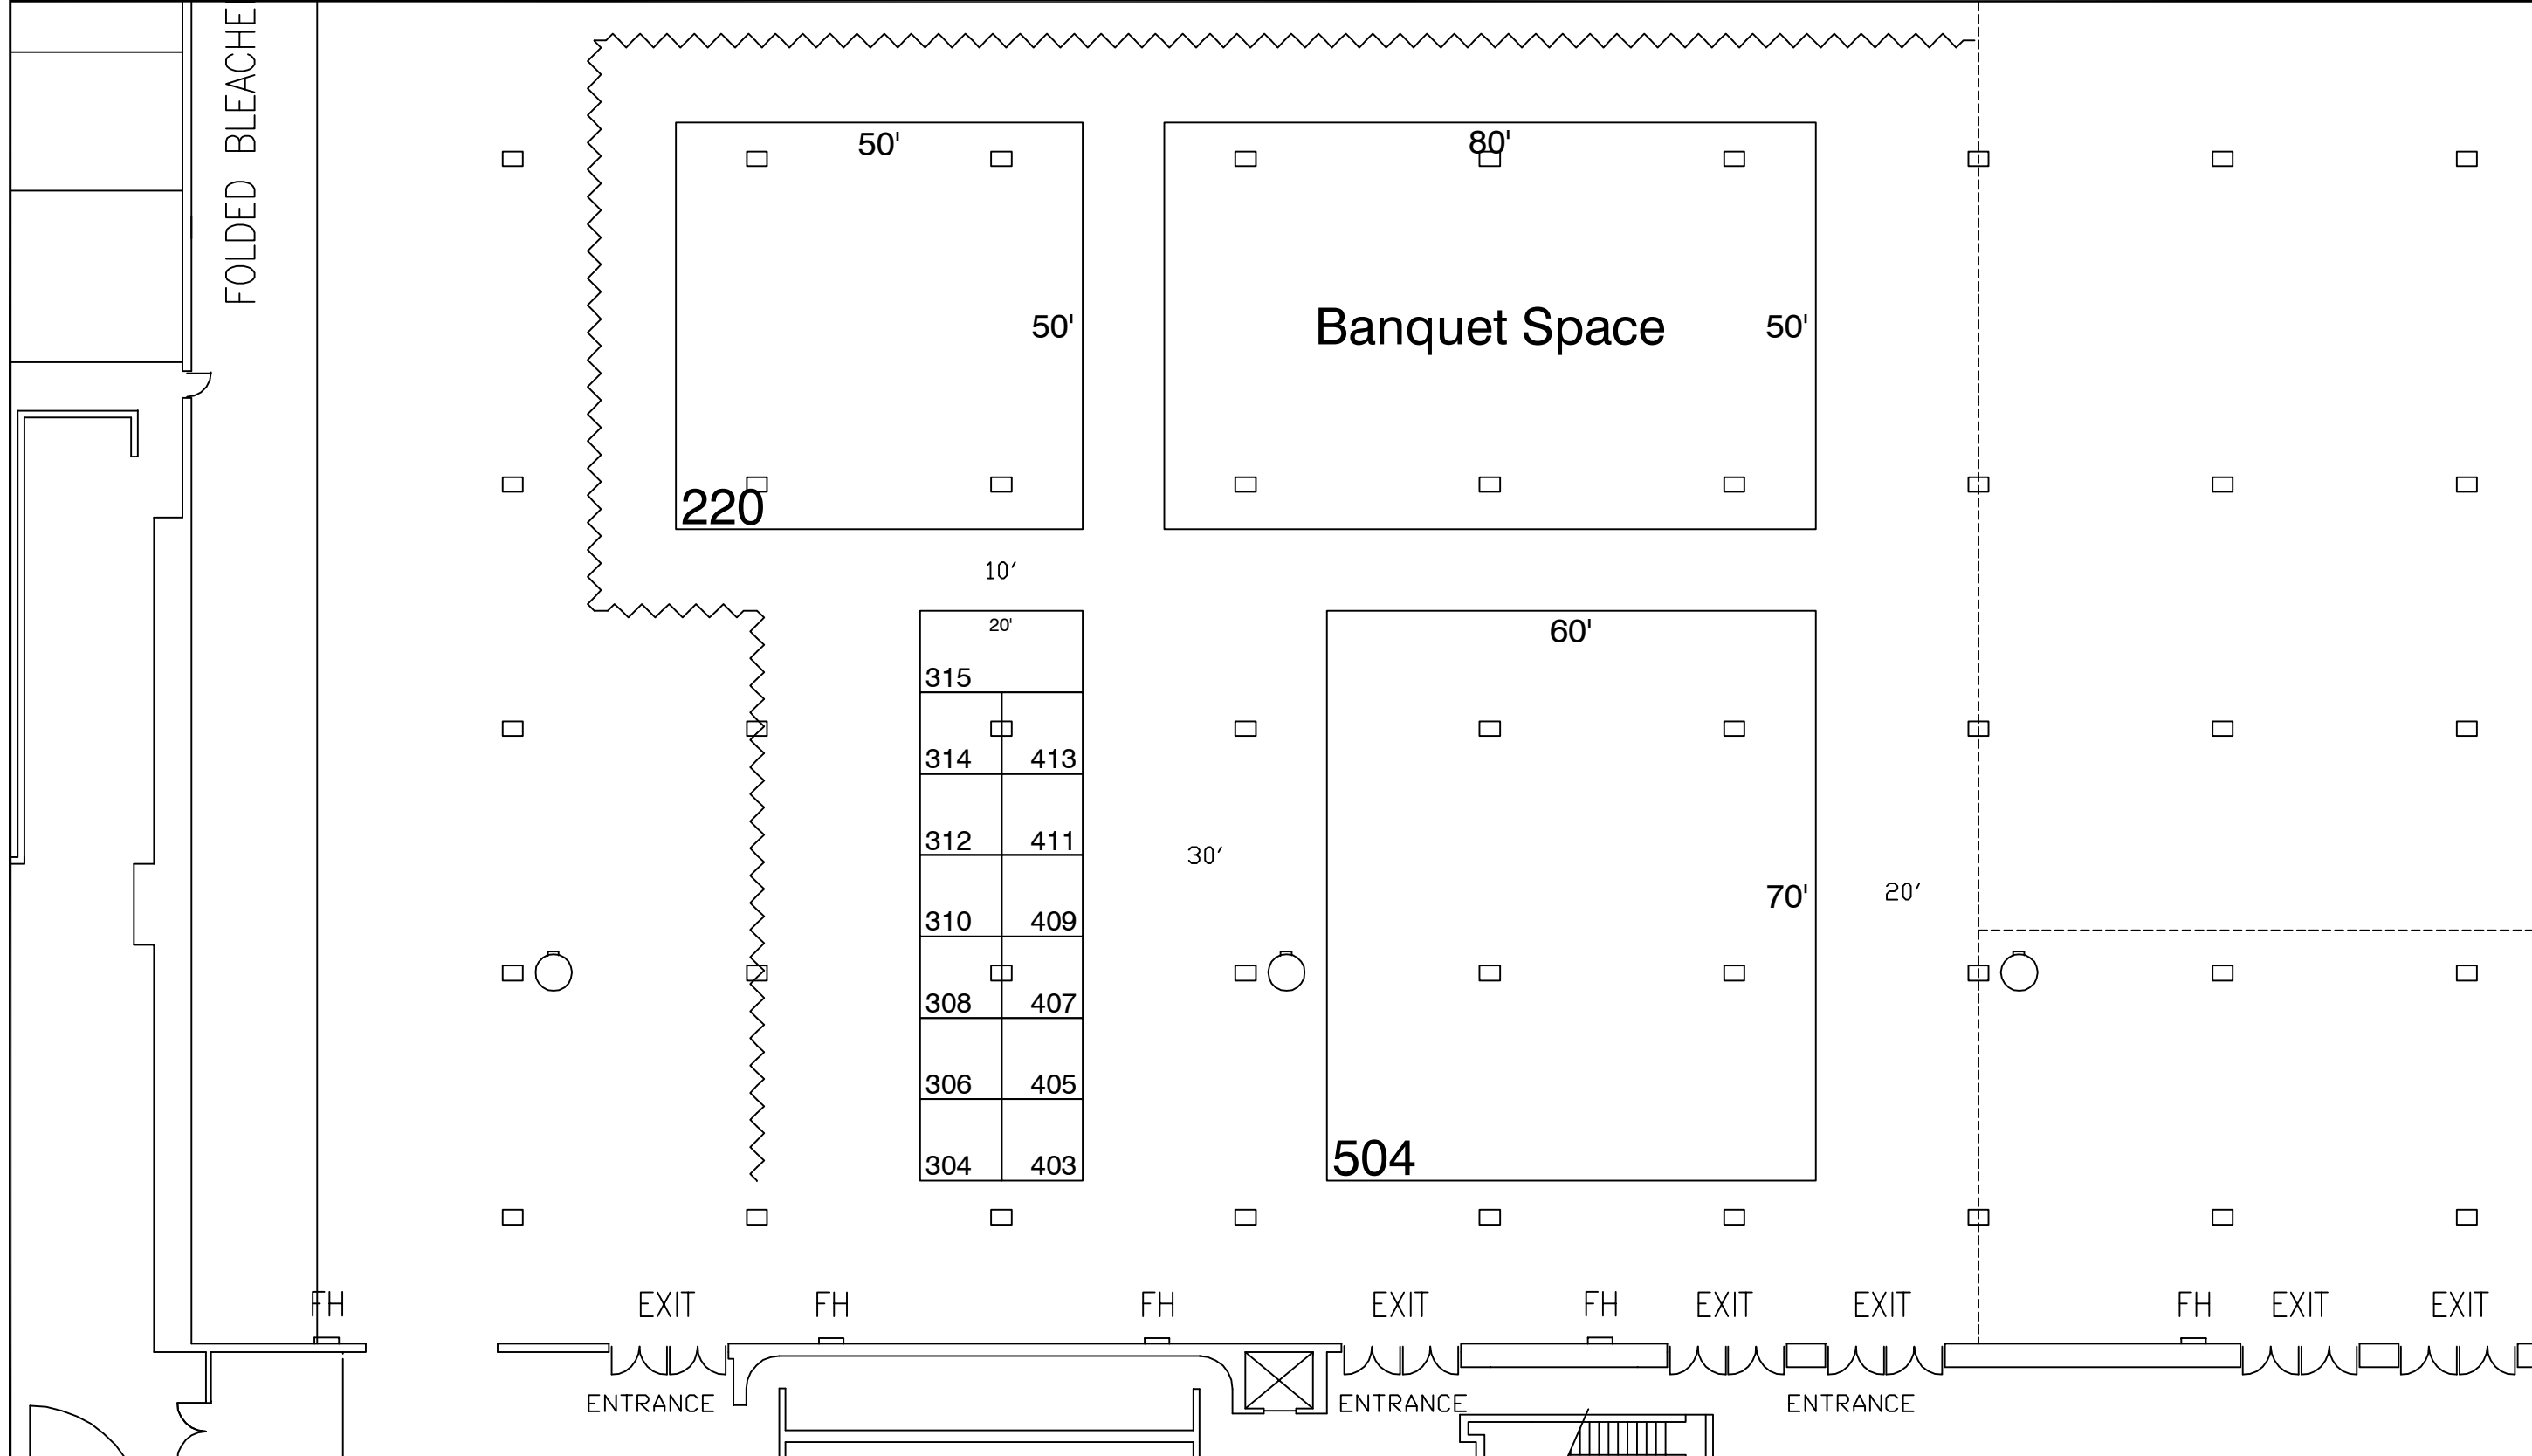 FOLDED BLEACHE
50'
80'
50'
Banquet Space
50'
220
10'
20'
60'
315
314 413
312 411
30'
310 409
70'
20'
308 407
306 405
304 403
504
FH
EXIT
FH
FH
EXIT
FH
EXIT
EXIT
FH
EXIT
EXIT
ENTRANCE
ENTRANCE
ENTRANCE